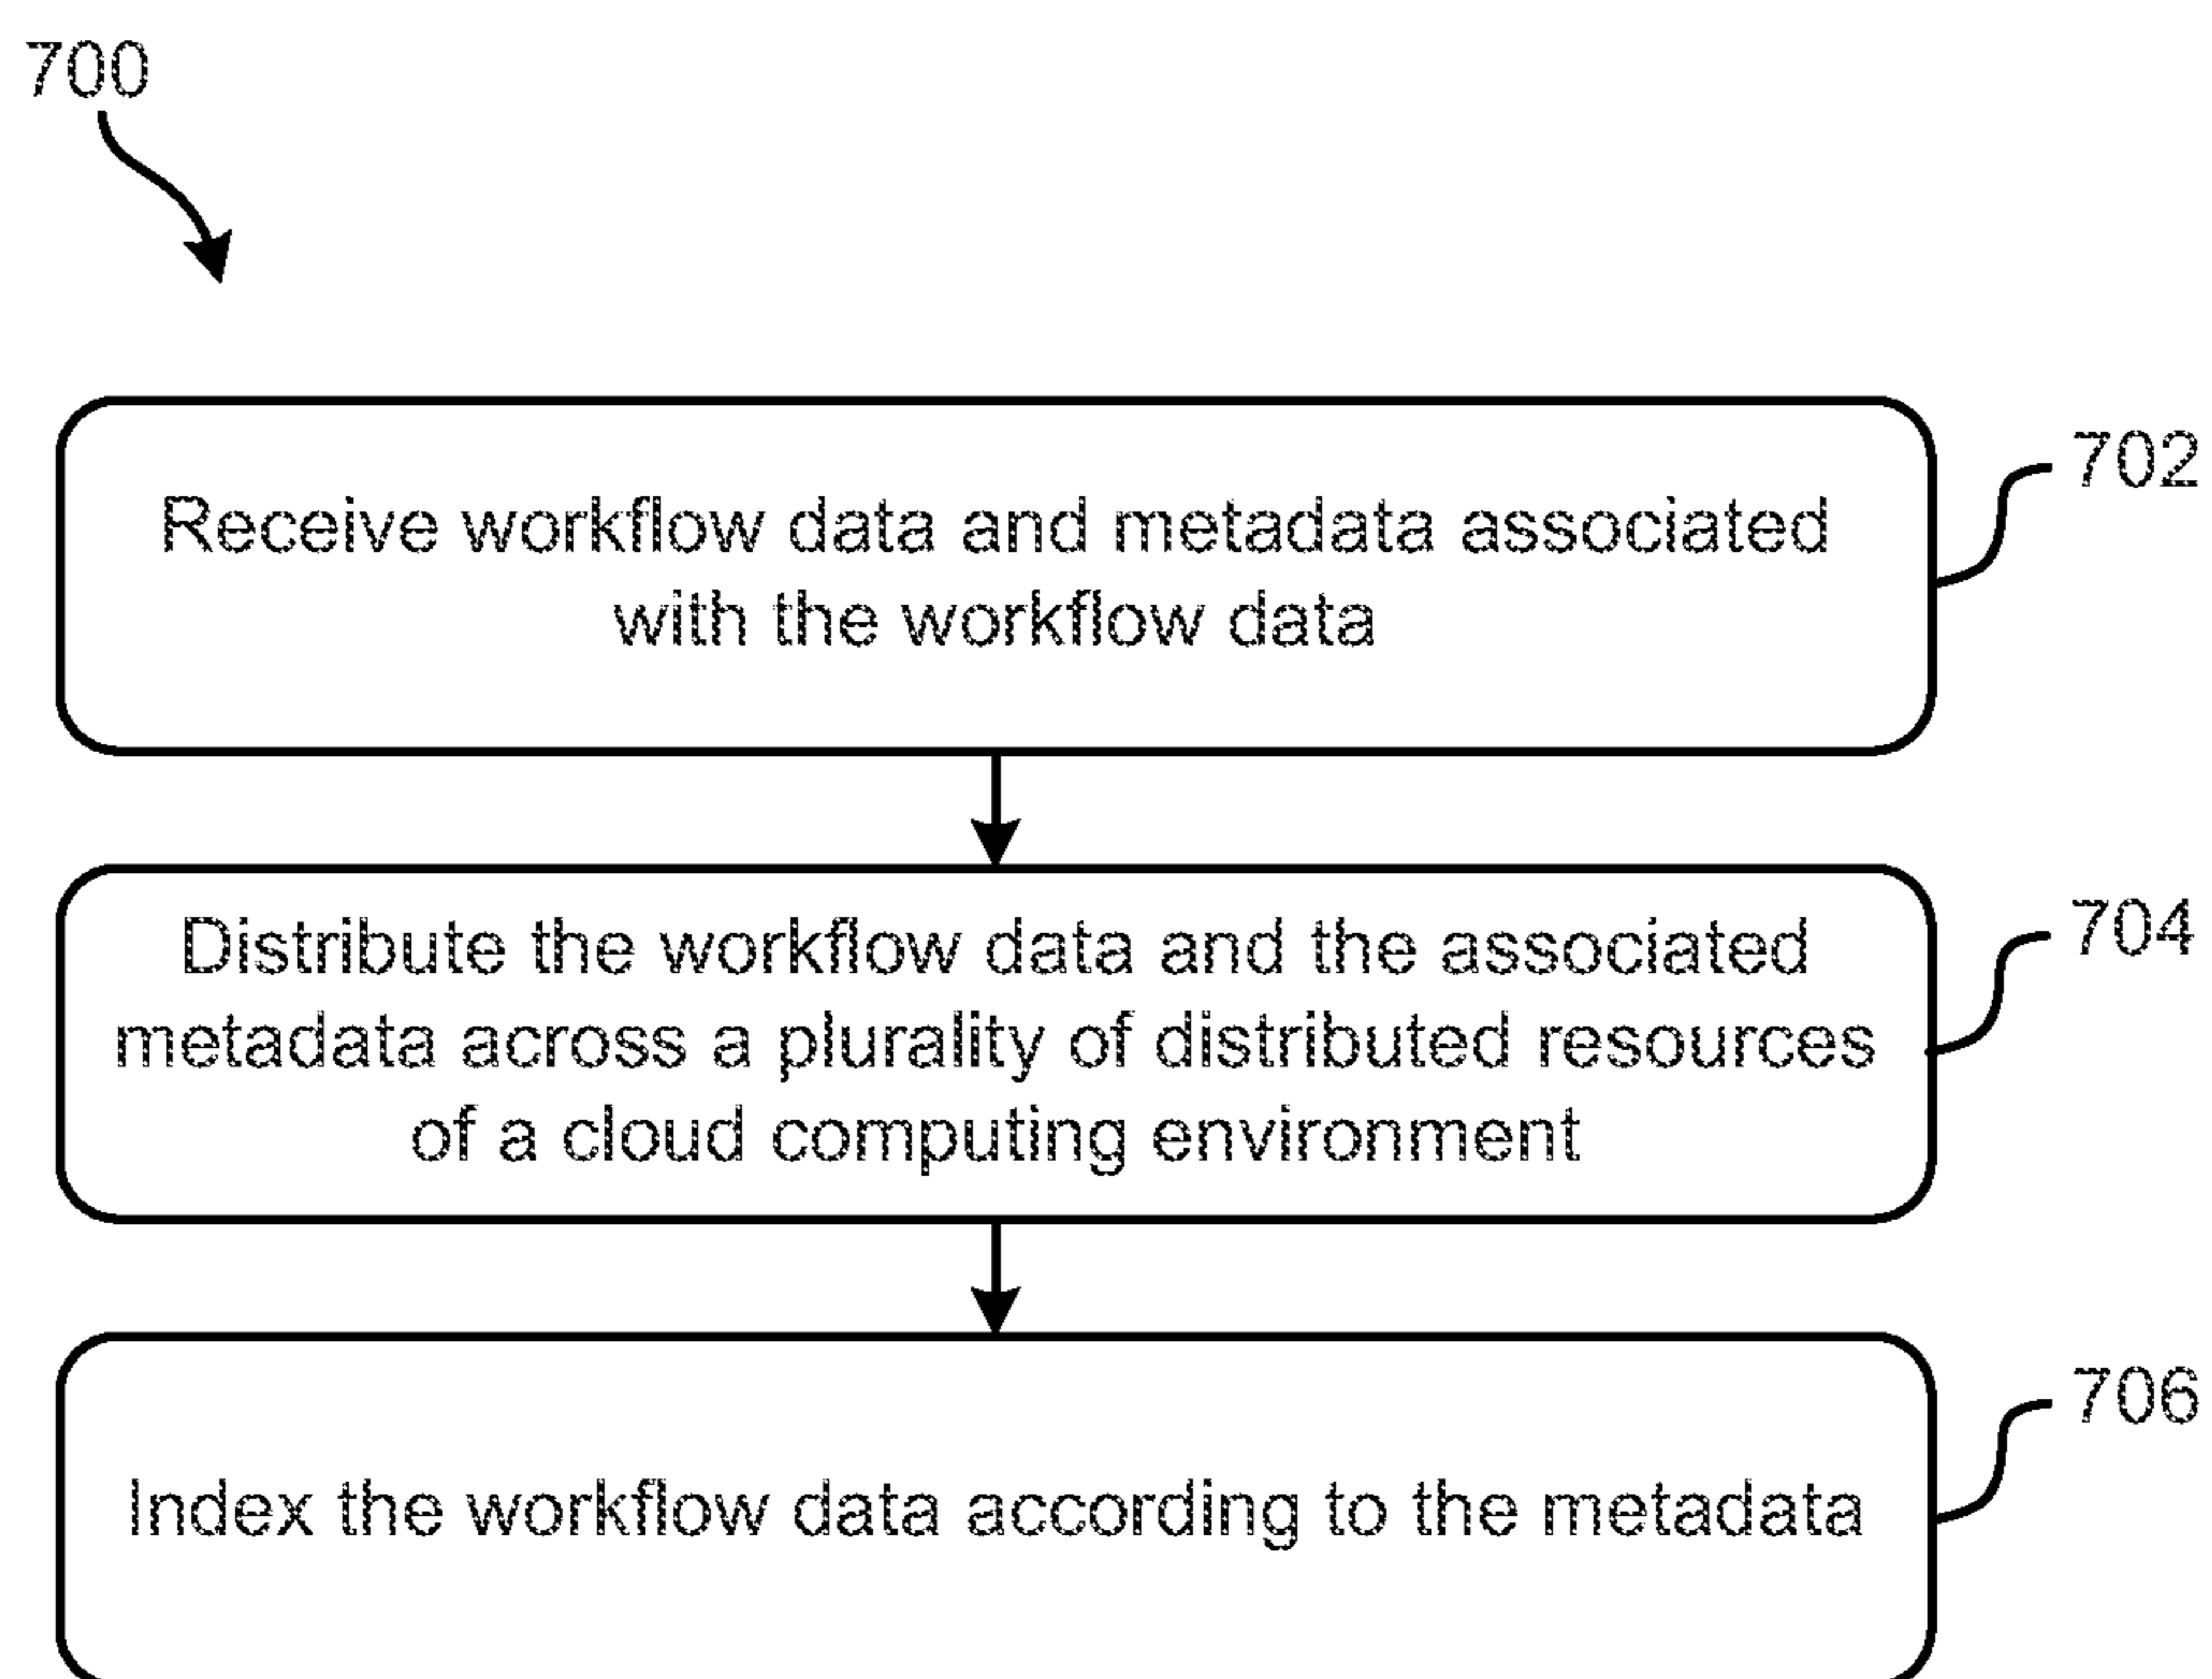 700
702
Receive workflow data and metadata associated
with the workflow data
704
Distribute the workflow data and the associated
metadata across a plurality of distributed resources
of a cloud computing environment
706
Index the workflow data according to the metadata